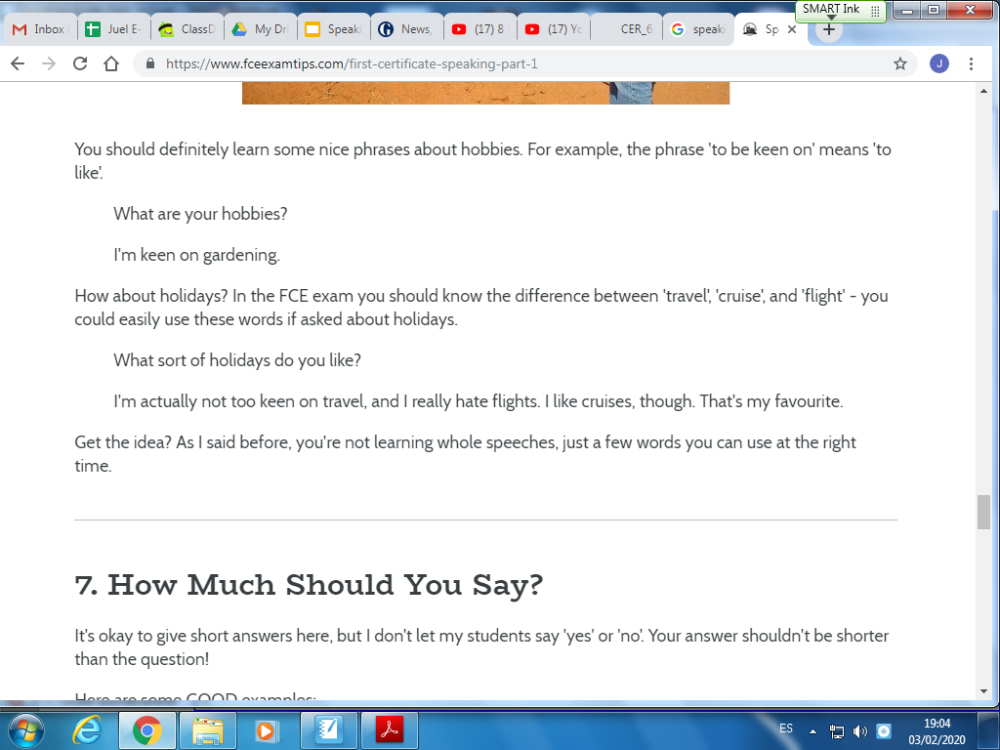 SMART Ink
Inbox
Juel E-
ClassD
My Dri
Speaki
News,
(17) 8
(17) Yc
CER_6
speaki
Sp
https://www.fceexamtips.com/first-certificate-speaking-part-1
J
You should definitely learn some nice phrases about hobbies. For example, the phrase 'to be keen on' means 'to
like'.
What are your hobbies?
I'm keen on gardening.
How about holidays? In the FCE exam you should know the difference between 'travel', 'cruise', and 'flight' - you
could easily use these words if asked about holidays.
What sort of holidays do you like?
I'm actually not too keen on travel, and I really hate flights. I like cruises, though. That's my favourite.
Get the idea? As I said before, you're not learning whole speeches, just a few words you can use at the right
time.
7. How Much Should You Say?
It's okay to give short answers here, but I don't let my students say 'yes' or 'no'. Your answer shouldn't be shorter
than the question!
Here are some GOOD examples:
ES
19:04
03/02/2020